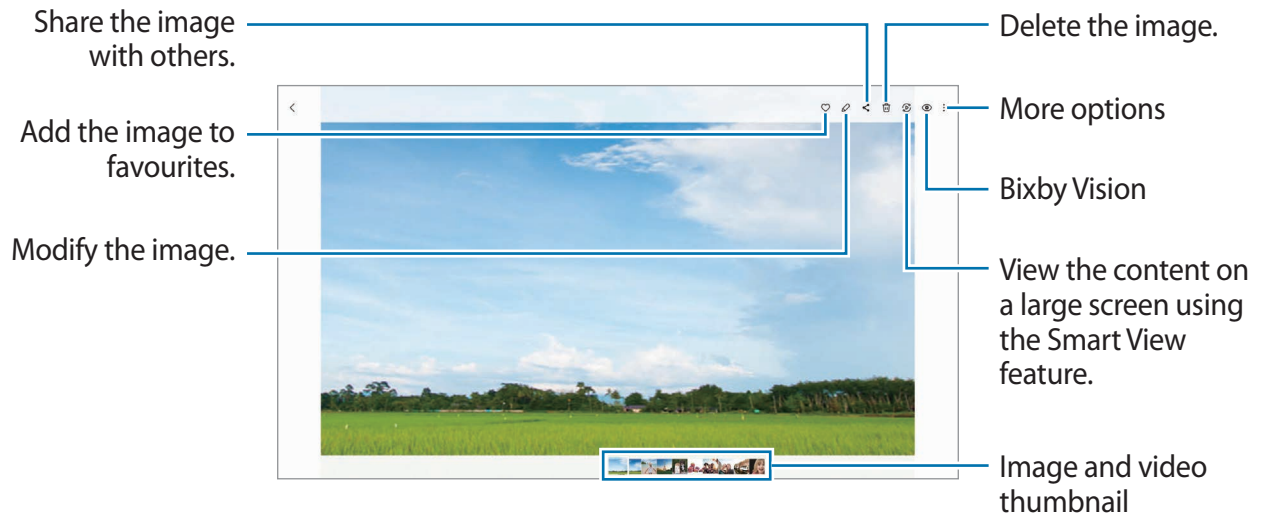 Share the image
with others.
Add the image to
favourites.
Modify the image.
Delete the image.
More options
Bixby Vision
View the content on
a large screen using
the Smart View
feature.
Image and video
thumbnail